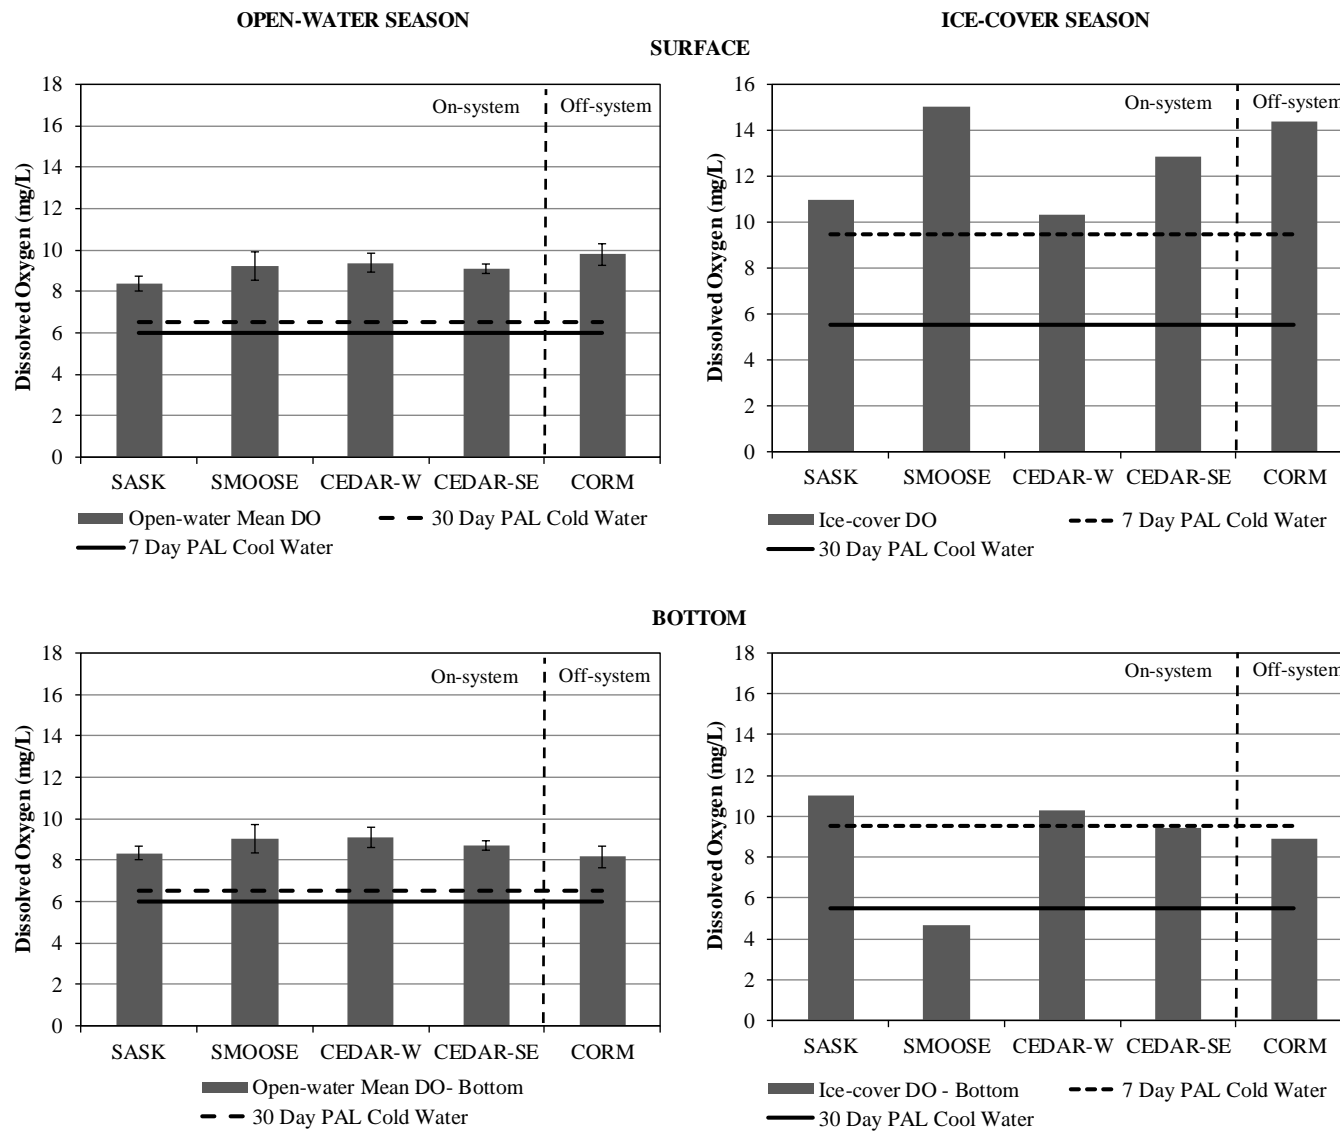 OPEN-WATER SEASON
ICE-COVER SEASON
SURFACE
Dissolved Oxygen (mg/L)
18
16
14
12
10
8
6
4
2
0
On-system
Off-system
SASK
SMOOSE
CEDAR-W
CEDAR-SE
CORM
Open-water Mean DO
30 Day PAL Cold Water
7 Day PAL Cool Water
Dissolved Oxygen (mg/L)
16
14
12
10
8
6
4
2
0
On-system
Off-system
SASK
SMOOSE
CEDAR-W
CEDAR-SE
CORM
Ice-cover DO
7 Day PAL Cold Water
30 Day PAL Cool Water
BOTTOM
Dissolved Oxygen (mg/L)
18
16
14
12
10
8
6
4
2
0
On-system
Off-system
SASK
SMOOSE
CEDAR-W
CEDAR-SE
CORM
Open-water Mean DO- Bottom
30 Day PAL Cold Water
Dissolved Oxygen (mg/L)
18
16
14
12
10
8
6
4
2
0
On-system
Off-system
SASK
SMOOSE
CEDAR-W
CEDAR-SE
CORM
Ice-cover DO - Bottom
7 Day PAL Cold Water
30 Day PAL Cool Water